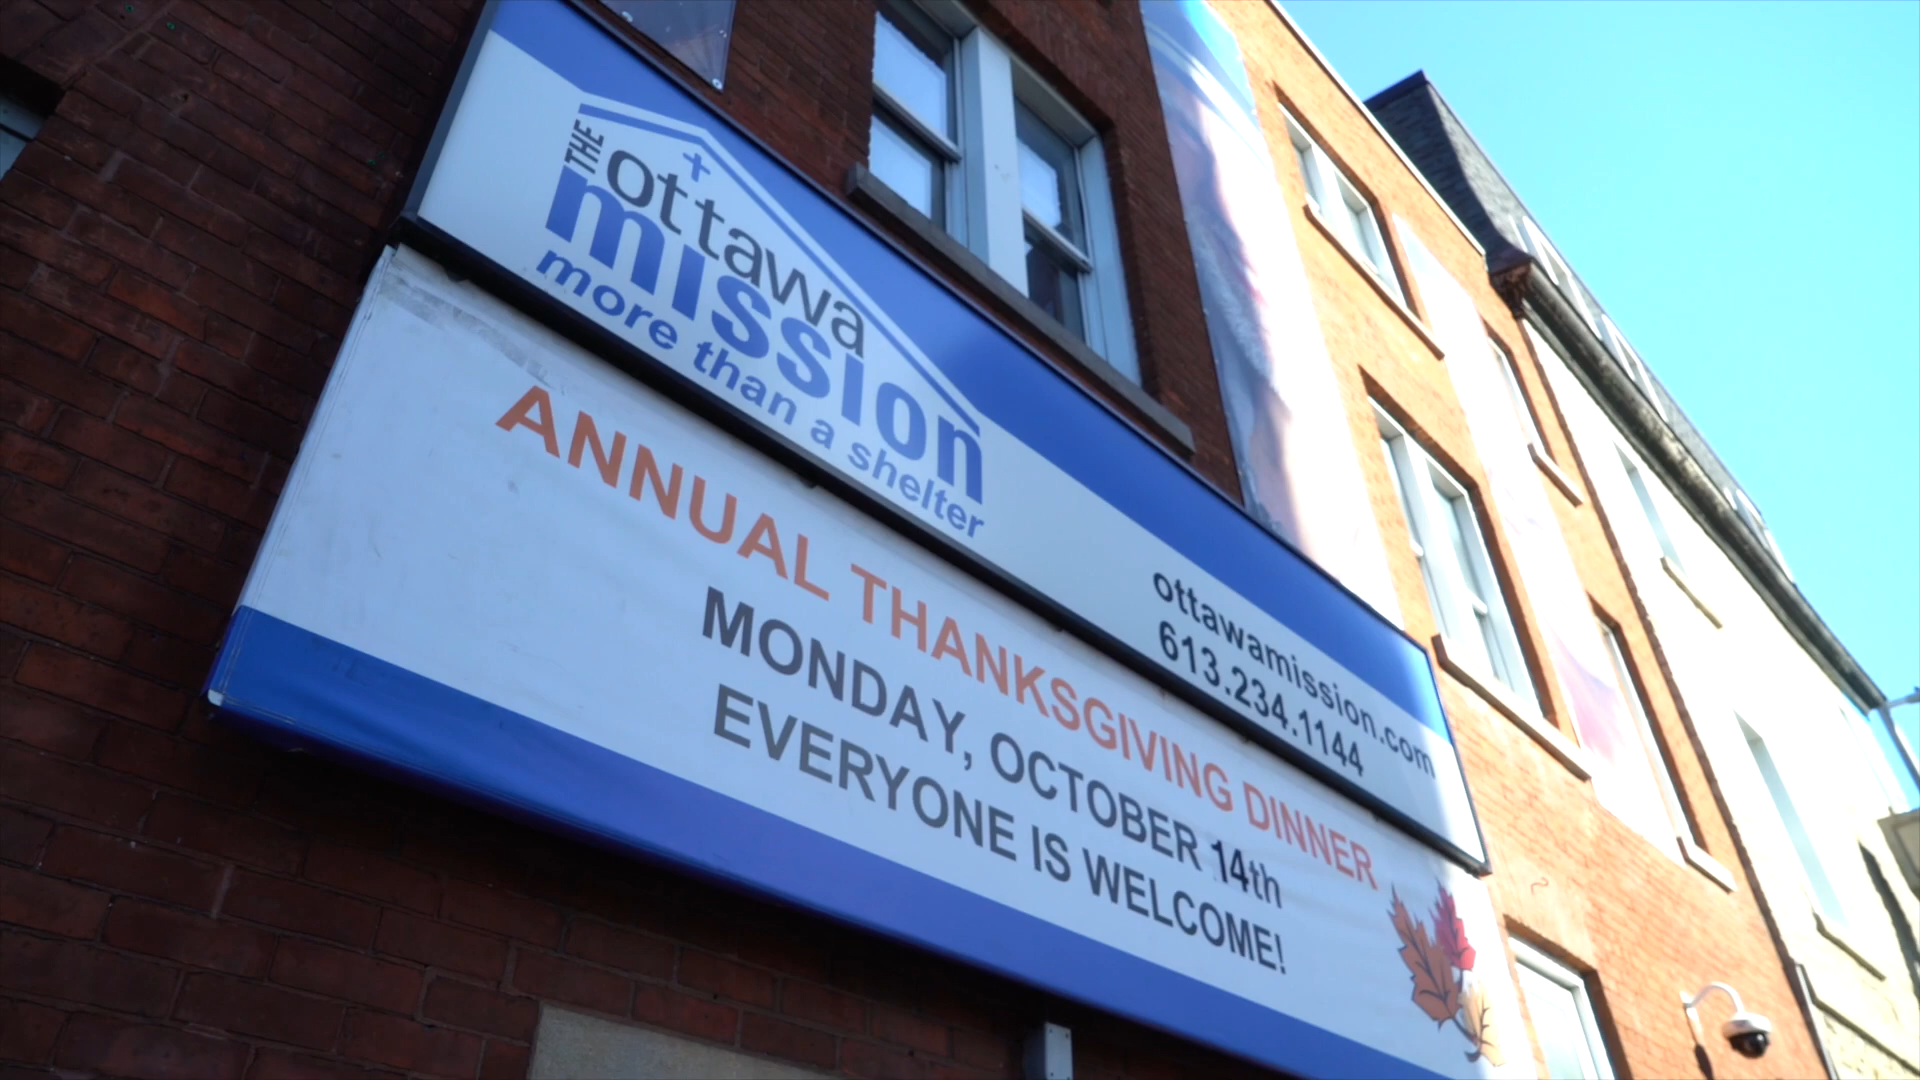 THE ottawa
mission
more than a shelter
ottawamission.com
613.234.1144
ANNUAL THANKSGIVING DINNER
MONDAY, OCTOBER 14th
EVERYONE IS WELCOME!